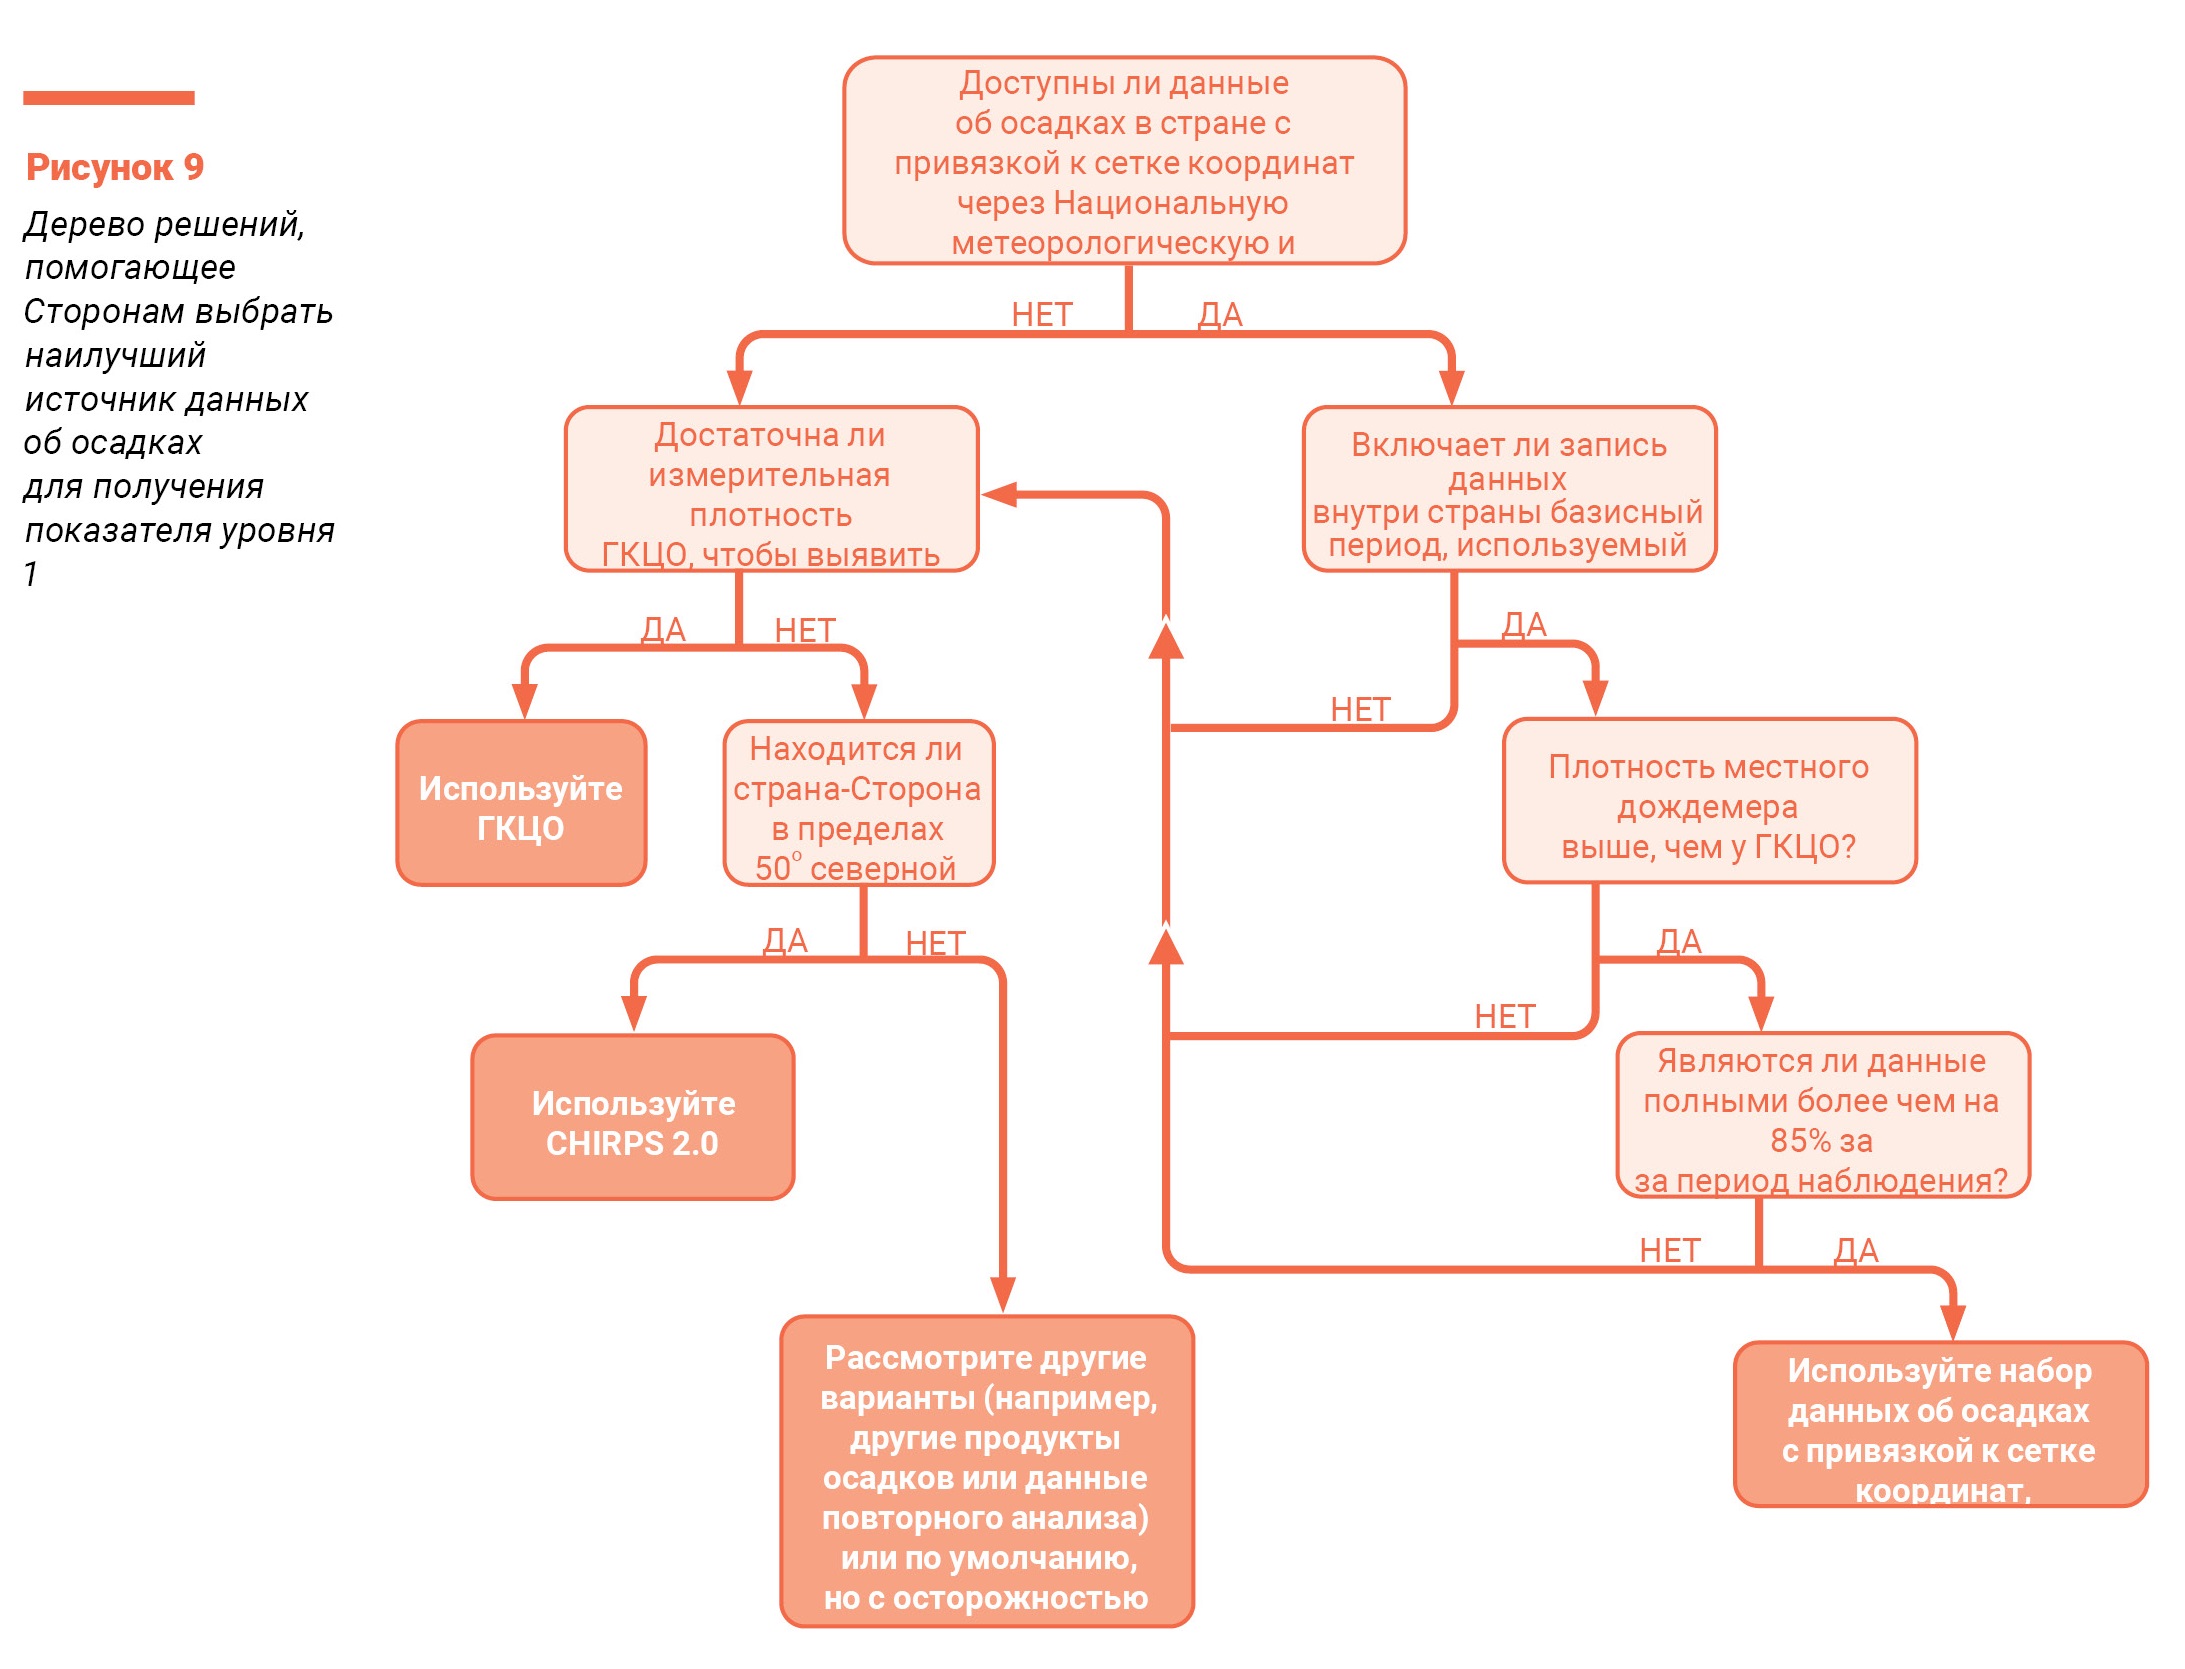 Рисунок 9
Дерево решений,
помогающее
Сторонам выбрать
наилучший
источник данных
об осадках
для получения
показателя уровня
1
Доступны ли данные
об осадках в стране с
привязкой к сетке координат
через Национальную
метеорологическую и
НЕТ
ДА
Достаточна ли
измерительная
плотность
ГКЦО, чтобы выявить
Включает ли запись
данных
внутри страны базисный
период, используемый
ДА
НЕТ
ДА
НЕТ
Используйте
ГКЦО
Находится ли
страна-Сторона
в пределах
50° северной
Плотность местного
дождемера
выше, чем у ГКЦО?
ДА
НЕТ
ДА
НЕТ
Используйте
CHIRPS 2.0
Являются ли данные
полными более чем на
85% за
за период наблюдения?
НЕТ
ДА
Рассмотрите другие
варианты (например,
другие продукты
осадков или данные
повторного анализа)
или по умолчанию,
но с осторожностью
Используйте набор
данных об осадках
с привязкой к сетке
координат,